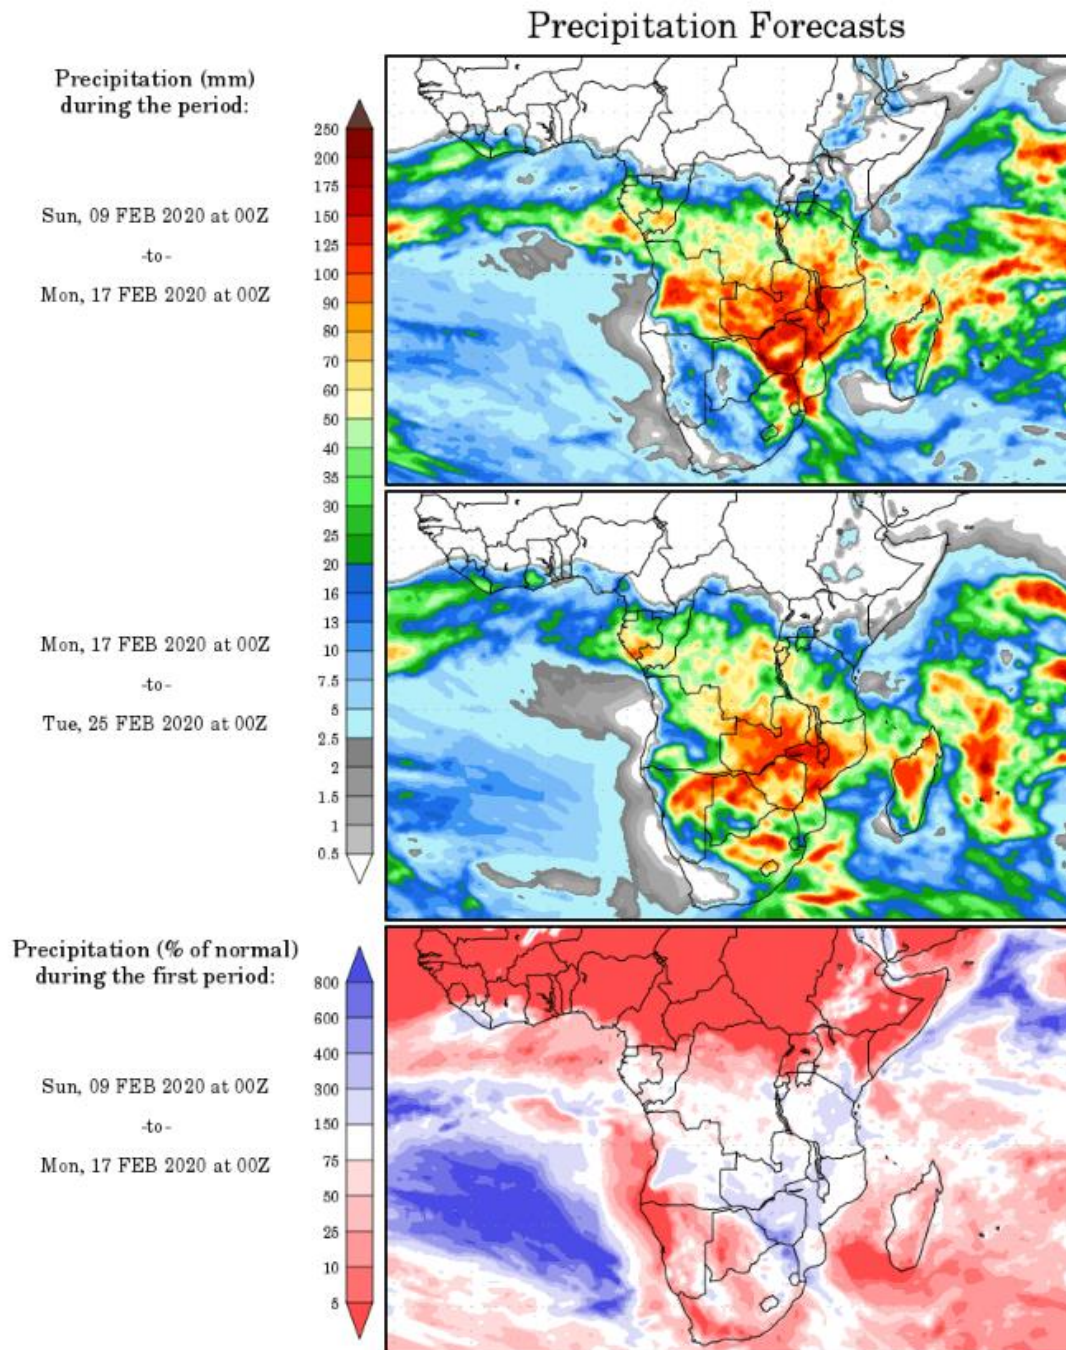 Precipitation Forecasts
Precipitation (mm)
during the period:
Sun, 09 FEB 2020 at 00Z
-to-
Mon, 17 FEB 2020 at 00Z
250
200
175
150
125
100
90
80
70
60
50
40
35
30
25
20
16
13
10
7.5
5
2.5
2
1.5
1
0.5
Mon, 17 FEB 2020 at 00Z
-to-
Tue, 25 FEB 2020 at 00Z
Precipitation (% of normal)
during the first period:
Sun, 09 FEB 2020 at 00Z
-to-
Mon, 17 FEB 2020 at 00Z
800
600
400
300
150
75
50
25
10
5